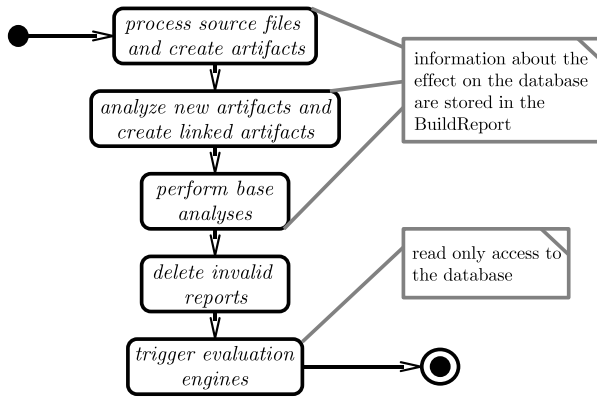 process source files
and create artifacts
information about the
effect on the database
are stored in the
BuildReport
analyze new artifacts and
create linked artifacts
perform base
analyses
read only access to
the database
delete invalid
reports
trigger evaluation
engines